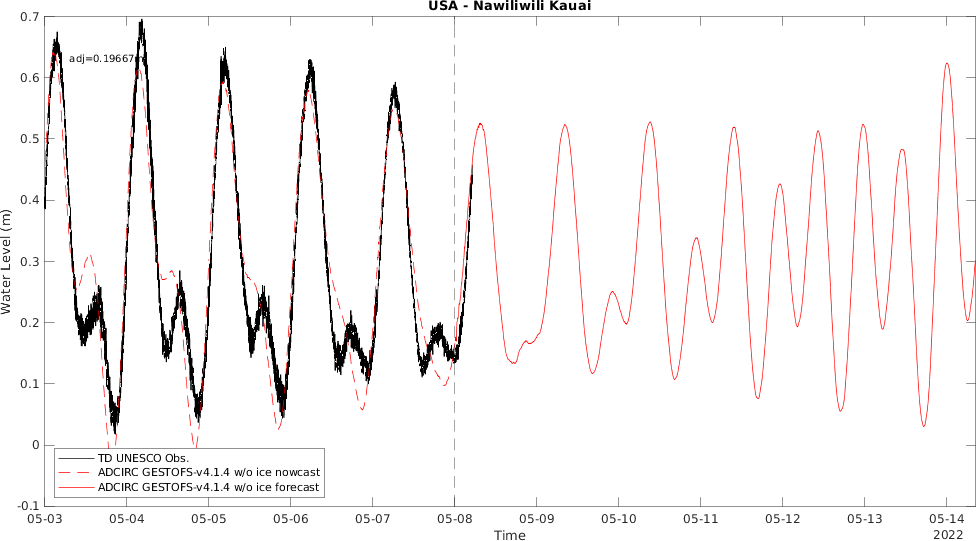 USA - Nawiliwili Kauai
0.7
0.6
0.5
0.4
0.3
0.2
0.1
0
-0.1
Water Level (m)
adj=0.19667m
TD UNESCO Obs.
ADCIRC GESTOFS-v4.1.4 w/o ice nowcast
ADCIRC GESTOFS-v4.1.4 w/o ice forecast
05-03 05-04 05-05 05-06 05-07 05-08 05-09 05-10 05-11 05-12 05-13 05-14
Time
2022